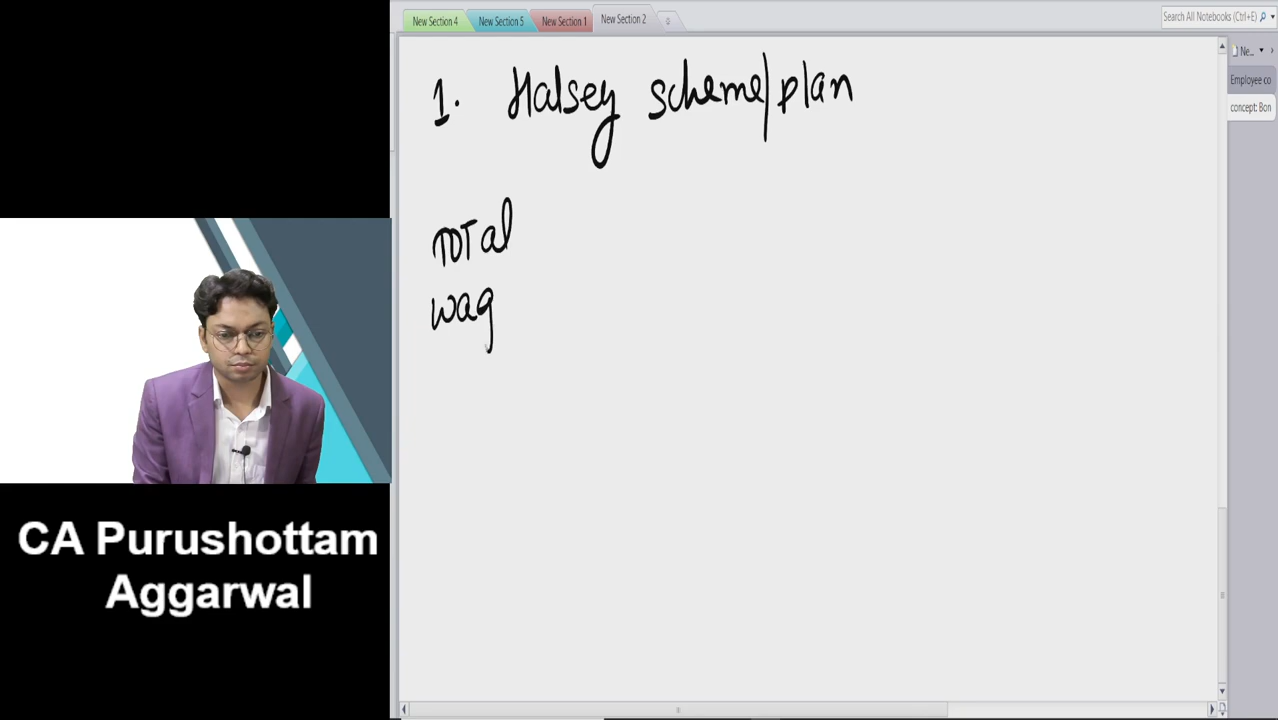 New Section 4
New Section 5
New Section 1
New Section 2
Search All Notebooks (Ctrl+E)
Ne...
Employee co
concept: Bon
1. Halsey scheme/plan
Total
wag
CA Purushottam
Aggarwal